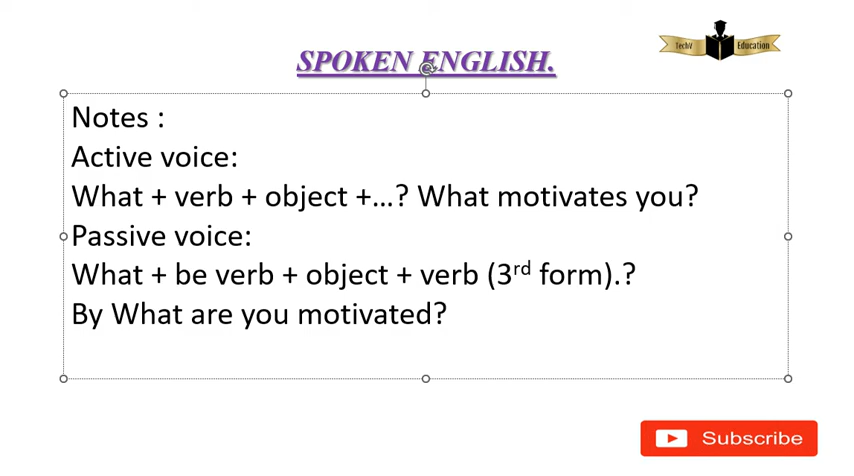 TechV Education
SPOKEN ENGLISH.
Notes :
Active voice:
What + verb + object +...? What motivates you?
Passive voice:
What + be verb + object + verb (3rd form).?
By What are you motivated?
Subscribe